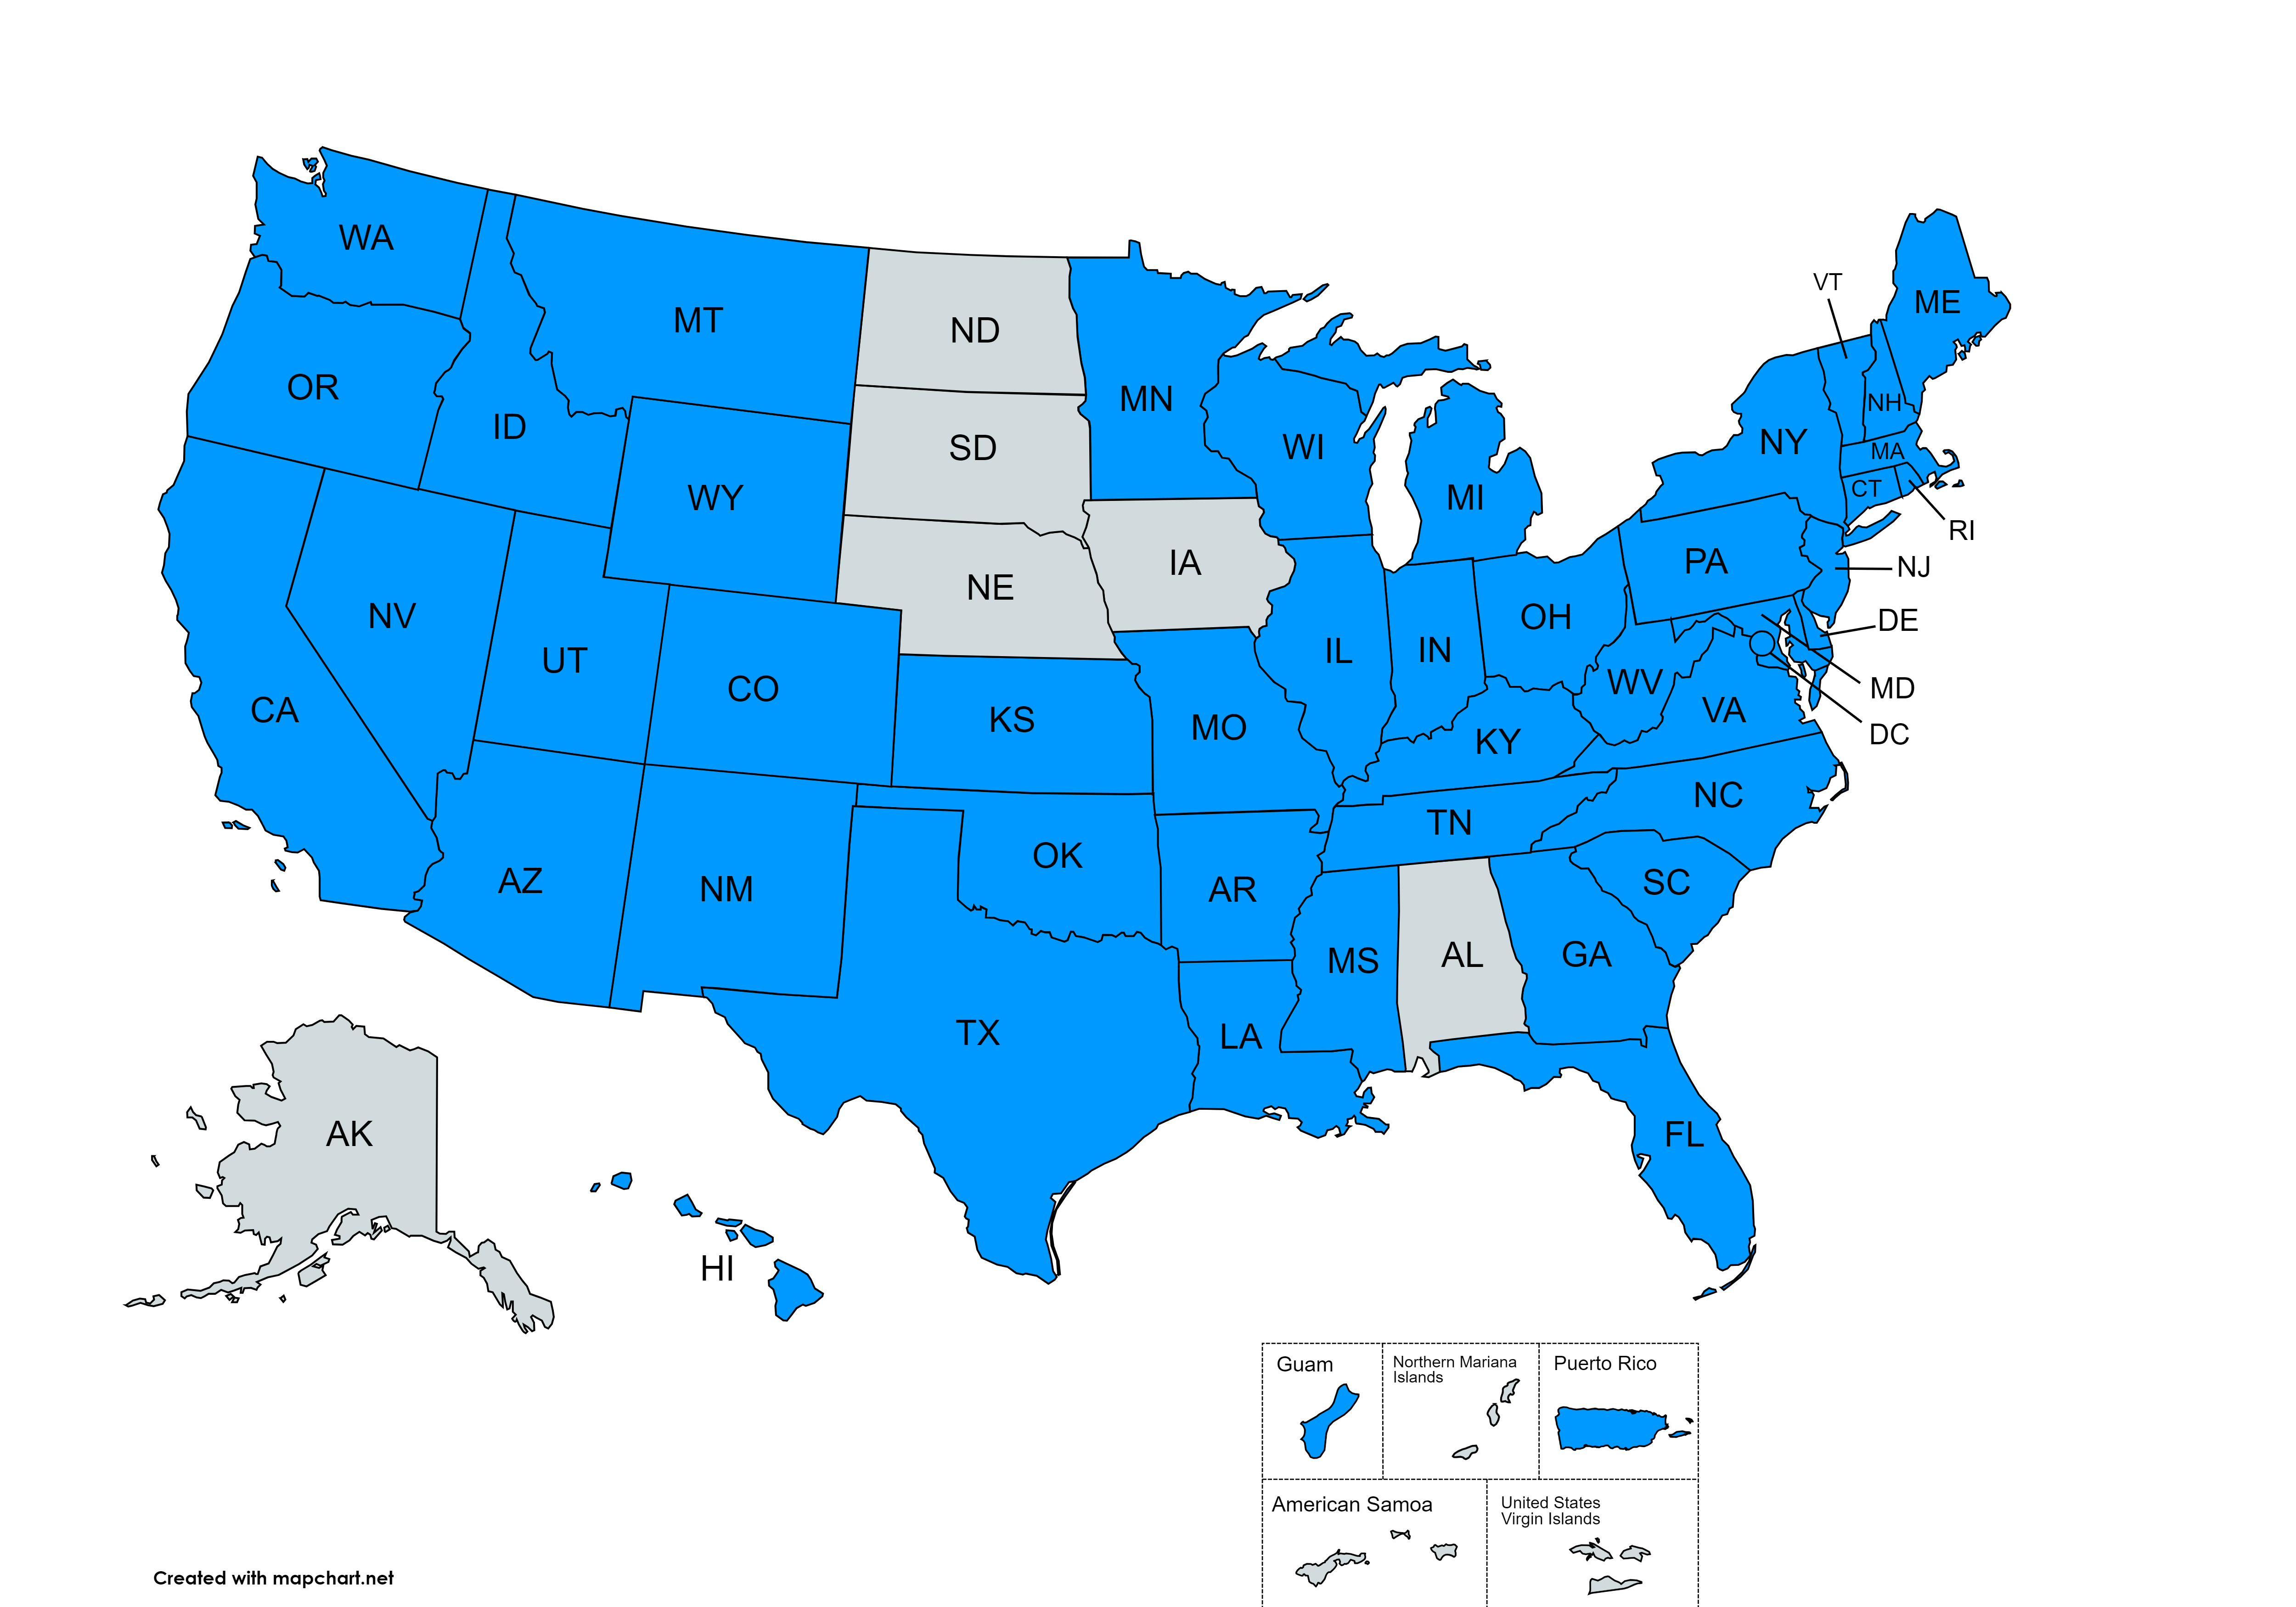 WA
MT
ND
MN
VT
ME
OR
ID
SD
WI
NH
NY
MA
WY
MI
CT
RI
IA
PA
NJ
NE
NV
OH
DE
UT
IL
IN
CO
WV
MD
CA
KS
MO
VA
DC
KY
NC
TN
OK
AZ
NM
AR
SC
MS
AL
GA
TX
LA
AK
FL
HI
Guam
Northern Mariana
Islands
Puerto Rico
American Samoa
United States
Virgin Islands
Created with mapchart.net